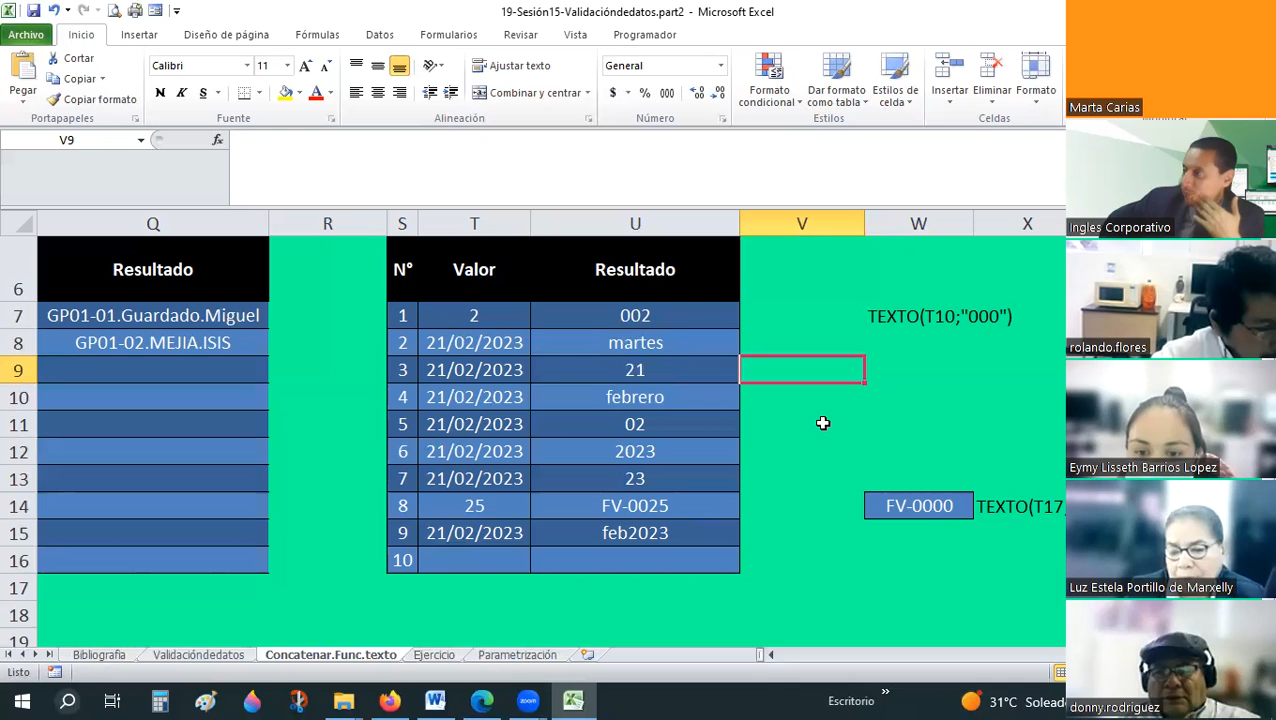 19-Sesión15-Validacióndedatos.part2 - Microsoft Excel
Archivo Inicio Insertar Diseño de página Fórmulas Datos Formularios Revisar Vista Programador
Cortar
Copiar
Copiar formato
Pegar
Portapapeles
Calibri 11
N K S
Fuente
Ajustar texto
Combinar y centrar
Alineación
General
$ % 000
Número
Formato condicional
Dar formato como tabla
Estilos de celda
Estilos
Insertar Eliminar Formato
Celdas
V9 fx
Q R S T U V W X
6 Resultado N° Valor Resultado
7 GP01-01.Guardado.Miguel 1 2 002 TEXTO(T10;"000")
8 GP01-02.MEJIA.ISIS 2 21/02/2023 martes
9 3 21/02/2023 21
10 4 21/02/2023 febrero
11 5 21/02/2023 02
12 6 21/02/2023 2023
13 7 21/02/2023 23
14 8 25 FV-0025 FV-0000 TEXTO(T17
15 9 21/02/2023 feb2023
16 10
17
18
19
Bibliografia Validacióndedatos Concatenar.Func.texto Ejercicio Parametrización
Listo
Escritorio » 31°C Soleado
zoom
Marta Carias
Ingles Corporativo
rolando.flores
Eymy Lisseth Barrios Lopez
Luz Estela Portillo de Marxelly
donny.rodriguez